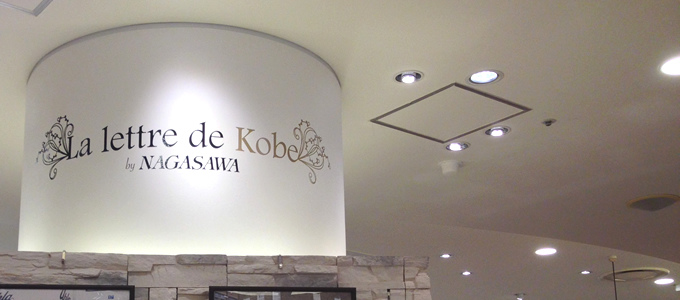 La lettre de Kobe
by NAGASAWA